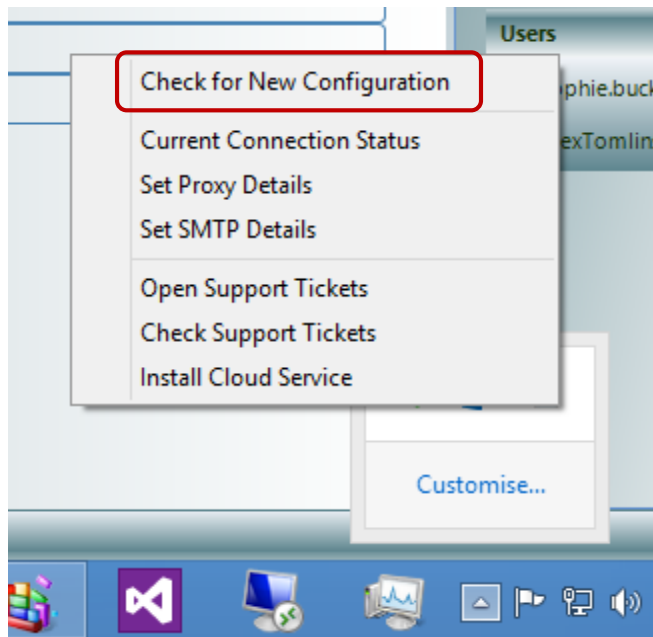 Users
Check for New Configuration
Current Connection Status
Set Proxy Details
Set SMTP Details
Open Support Tickets
Check Support Tickets
Install Cloud Service
Customise...